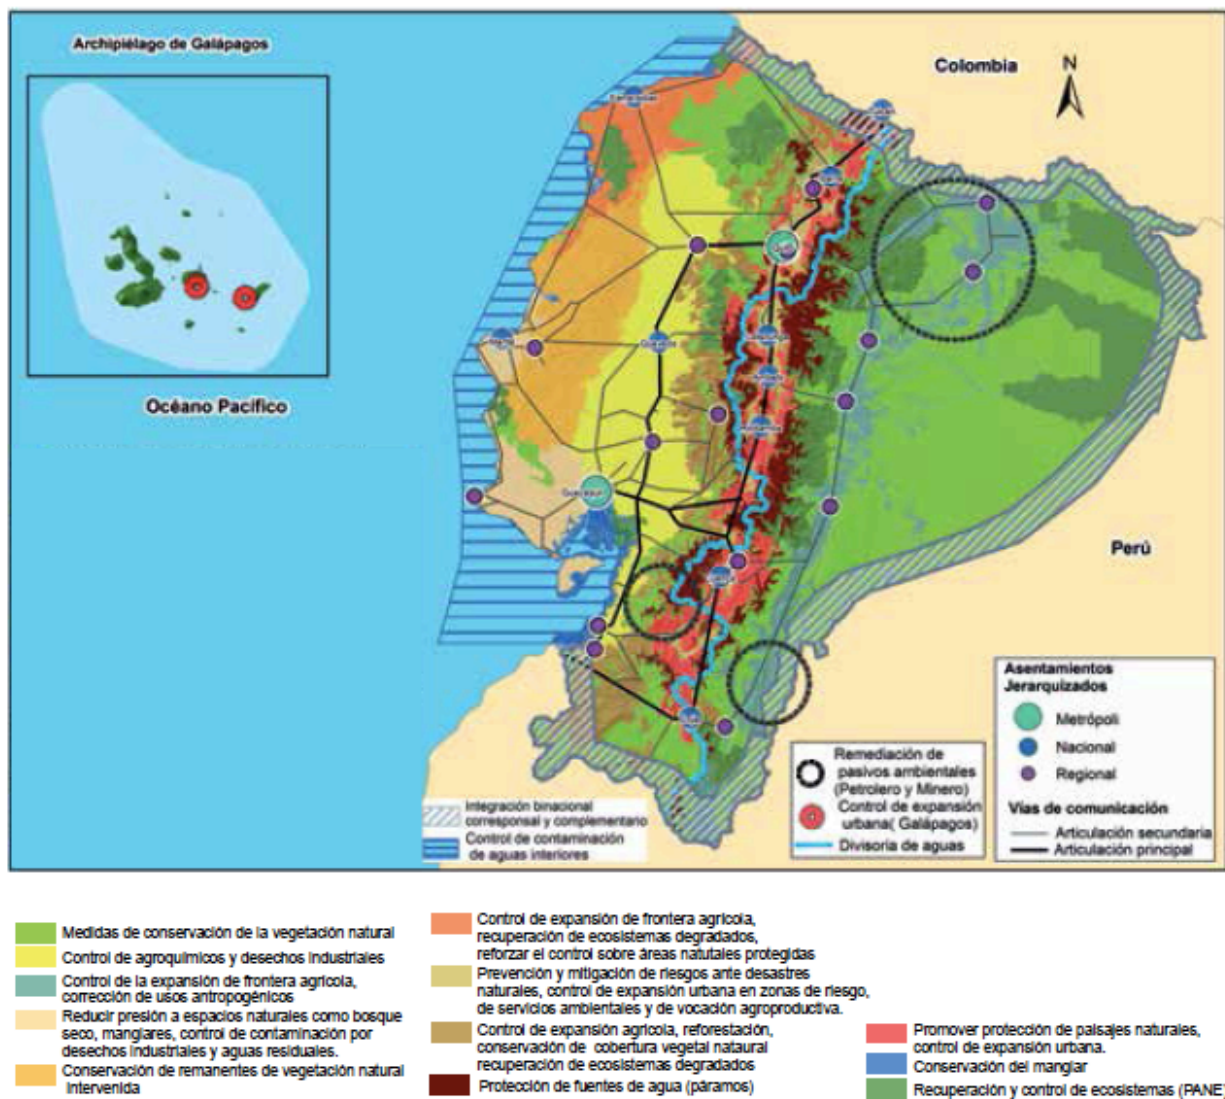 Archipiélago de Galápagos
Colombia
N
Océano Pacífico
Perú
Quevedo
Guayaquil
Asentamientos
Jerarquizados
Metrópoli
Nacional
Regional
Vías de comunicación
Articulación secundaria
Articulación principal
Remediación de
pasivos ambientales
(Petrolero y Minero)
Control de expansión
urbana( Galápagos)
Divisoria de aguas
Integración binacional
corresponsal y complementario
Control de contaminación
de aguas interiores
Medidas de conservación de la vegetación natural
Control de agroquímicos y desechos industriales
Control de la expansión de frontera agrícola,
corrección de usos antropogénicos
Reducir presión a espacios naturales como bosque
seco, manglares, control de contaminación por
desechos industriales y aguas residuales.
Conservación de remanentes de vegetación natural
Intervenida
Control de expansión de frontera agrícola,
recuperación de ecosistemas degradados,
reforzar el control sobre áreas natutales protegidas
Prevención y mitigación de riesgos ante desastres
naturales, control de expansión urbana en zonas de riesgo,
de servicios ambientales y de vocación agroproductiva.
Control de expansión agrícola, reforestación,
conservación de cobertura vegetal nataural
recuperación de ecosistemas degradados
Protección de fuentes de agua (páramos)
Promover protección de paisajes naturales,
control de expansión urbana.
Conservación del manglar
Recuperación y control de ecosistemas (PANE)